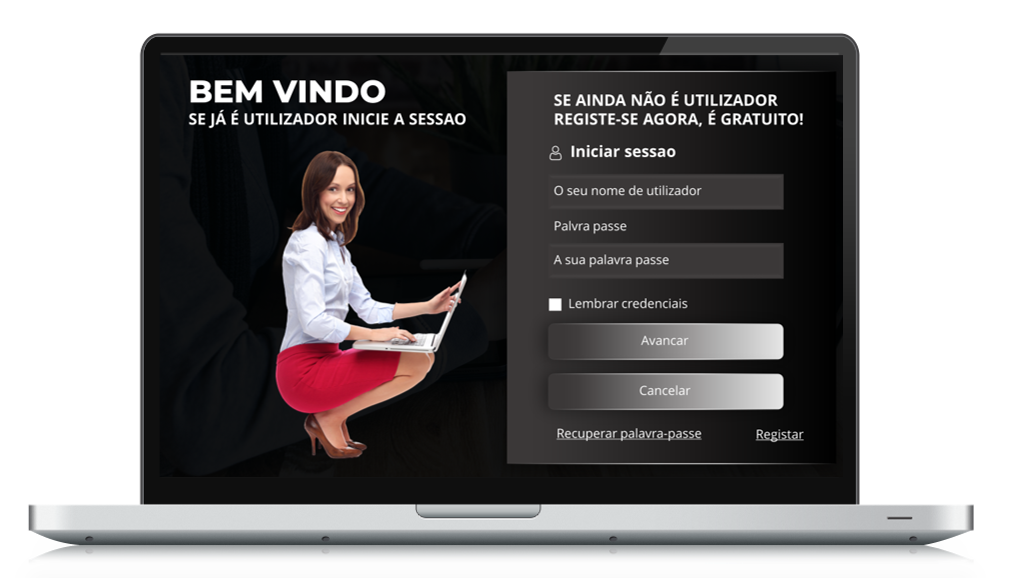 BEM VINDO
SE JÁ É UTILIZADOR INICIE A SESSAO
SE AINDA NÃO É UTILIZADOR
REGISTE-SE AGORA, É GRATUITO!
Iniciar sessao
O seu nome de utilizador
Palvra passe
A sua palavra passe
Lembrar credenciais
Avancar
Cancelar
Recuperar palavra-passe
Registar